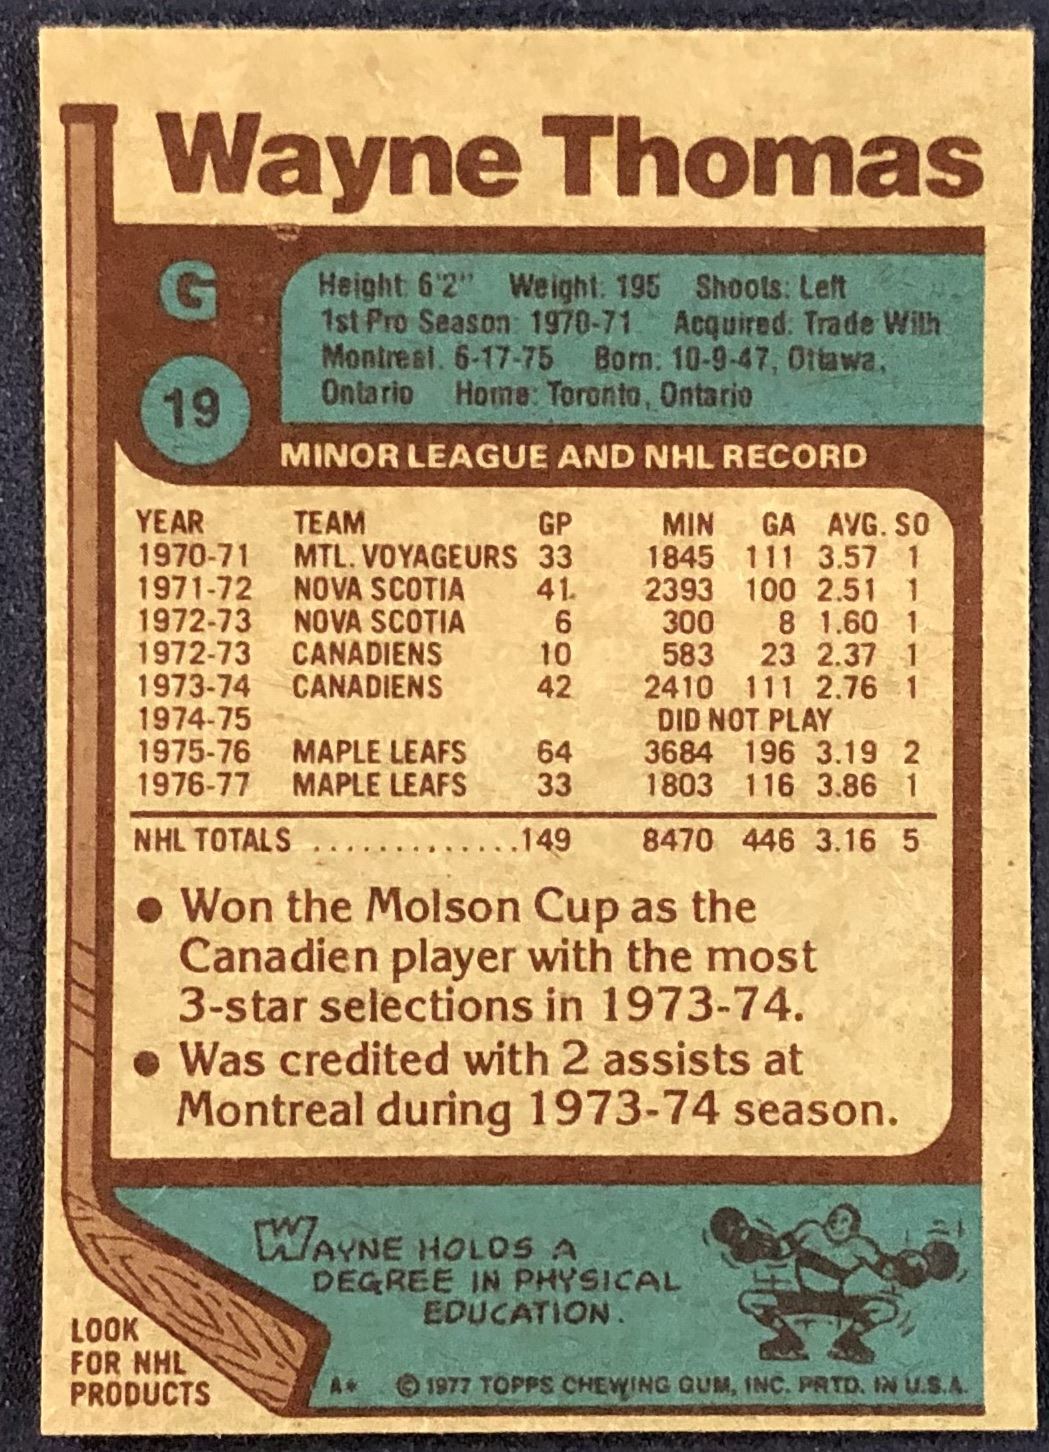 Wayne Thomas
G
19
Height: 6'2" Weight: 195 Shoots: Left
1st Pro Season: 1970-71 Acquired: Trade With
Montreal, 6-17-75 Born: 10-9-47, Ottawa,
Ontario Home: Toronto, Ontario
MINOR LEAGUE AND NHL RECORD
YEAR TEAM GP MIN GA AVG. SO
1970-71 MTL. VOYAGEURS 33 1845 111 3.57 1
1971-72 NOVA SCOTIA 41 2393 100 2.51 1
1972-73 NOVA SCOTIA 6 300 8 1.60 1
1972-73 CANADIENS 10 583 23 2.37 1
1973-74 CANADIENS 42 2410 111 2.76 1
1974-75 DID NOT PLAY
1975-76 MAPLE LEAFS 64 3684 196 3.19 2
1976-77 MAPLE LEAFS 33 1803 116 3.86 1
NHL TOTALS .............149 8470 446 3.16 5
● Won the Molson Cup as the
Canadien player with the most
3-star selections in 1973-74.
● Was credited with 2 assists at
Montreal during 1973-74 season.
WAYNE HOLDS A
DEGREE IN PHYSICAL
EDUCATION.
LOOK
FOR NHL
PRODUCTS
A* © 1977 TOPPS CHEWING GUM, INC. PRTD. IN U.S.A.